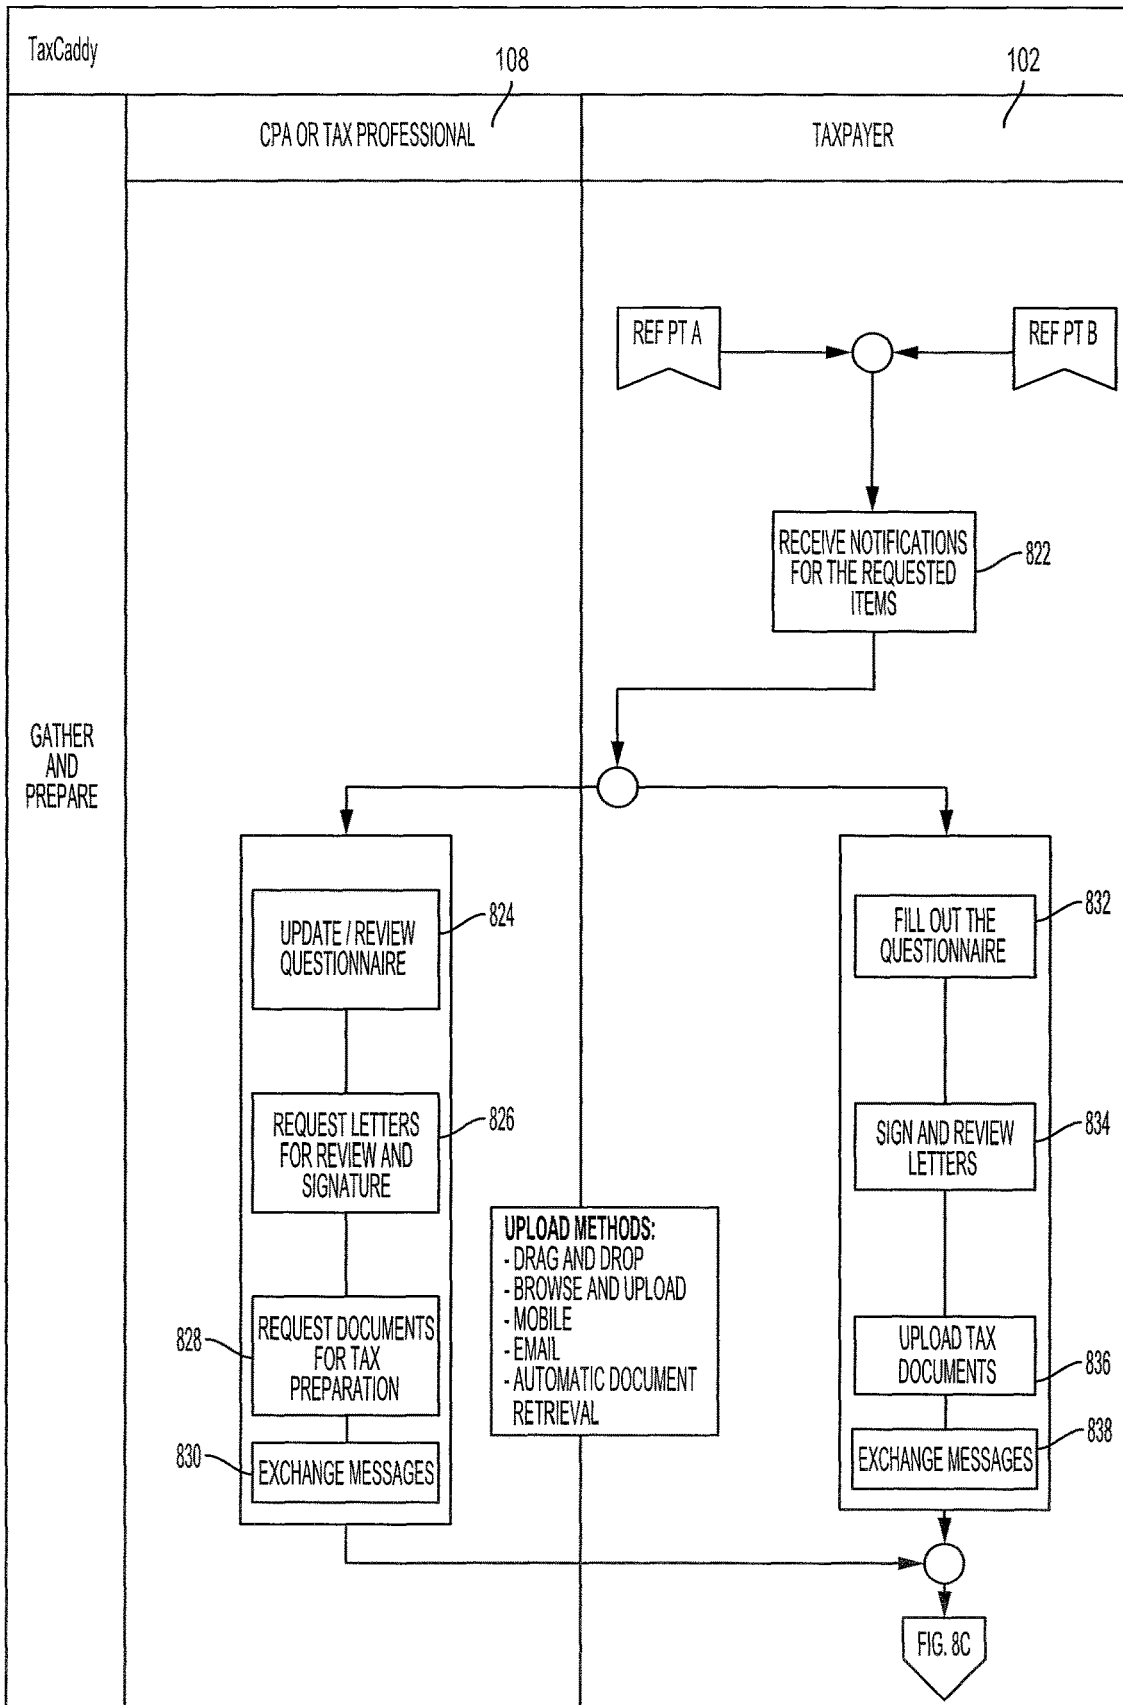 TaxCaddy
108
102
CPA OR TAX PROFESSIONAL
TAXPAYER
REF PT A
REF PT B
RECEIVE NOTIFICATIONS
FOR THE REQUESTED
ITEMS
822
GATHER
AND
PREPARE
UPDATE / REVIEW
QUESTIONNAIRE
824
REQUEST LETTERS
FOR REVIEW AND
SIGNATURE
826
REQUEST DOCUMENTS
FOR TAX
PREPARATION
828
EXCHANGE MESSAGES
830
UPLOAD METHODS:
- DRAG AND DROP
- BROWSE AND UPLOAD
- MOBILE
- EMAIL
- AUTOMATIC DOCUMENT
RETRIEVAL
FILL OUT THE
QUESTIONNAIRE
832
SIGN AND REVIEW
LETTERS
834
UPLOAD TAX
DOCUMENTS
836
EXCHANGE MESSAGES
838
FIG. 8C